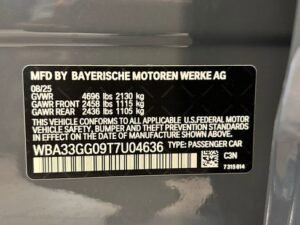 MFD BY BAYERISCHE MOTOREN WERKE AG
08/25
GVWR 4696 lbs 2130 kg
GAWR FRONT 2458 lbs 1115 kg
GAWR REAR 2436 lbs 1105 kg
THIS VEHICLE CONFORMS TO ALL APPLICABLE
U.S.FEDERAL MOTOR VEHICLE
SAFETY, BUMPER AND THEFT PREVENTION STANDARDS
IN EFFECT ON THE DATE OF MANUFACTURE SHOWN ABOVE.
WBA33GG09T7U04636 TYPE: PASSENGER CAR
C3N
7 315 614